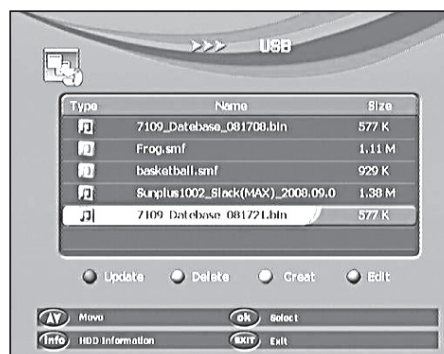 >>> USB
Type Name Size
7109_Datebase_081708.bin 577 K
Frog.smf 1.11 M
basketball.smf 929 K
Sunplus1002_Slack(MAX)_2008.09.0 1.38 M
7109_Datebase_081721.bin 577 K
Update Delete Creat Edit
▲▼ Move ok Select
Info HDD Information EXIT Exit